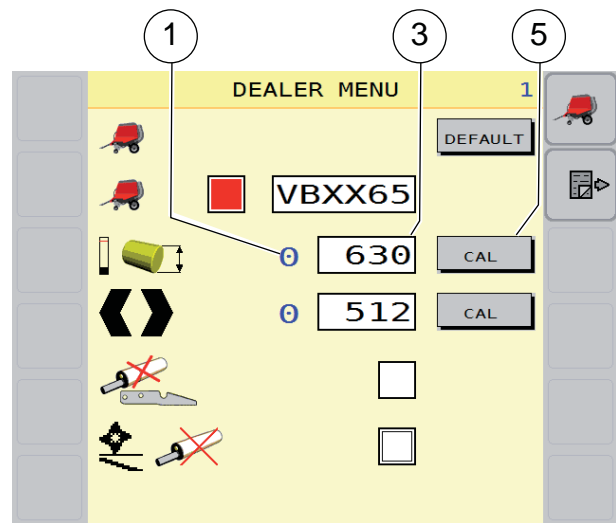 1 3 5
DEALER MENU 1
DEFAULT
VBXX65
0 630 CAL
0 512 CAL